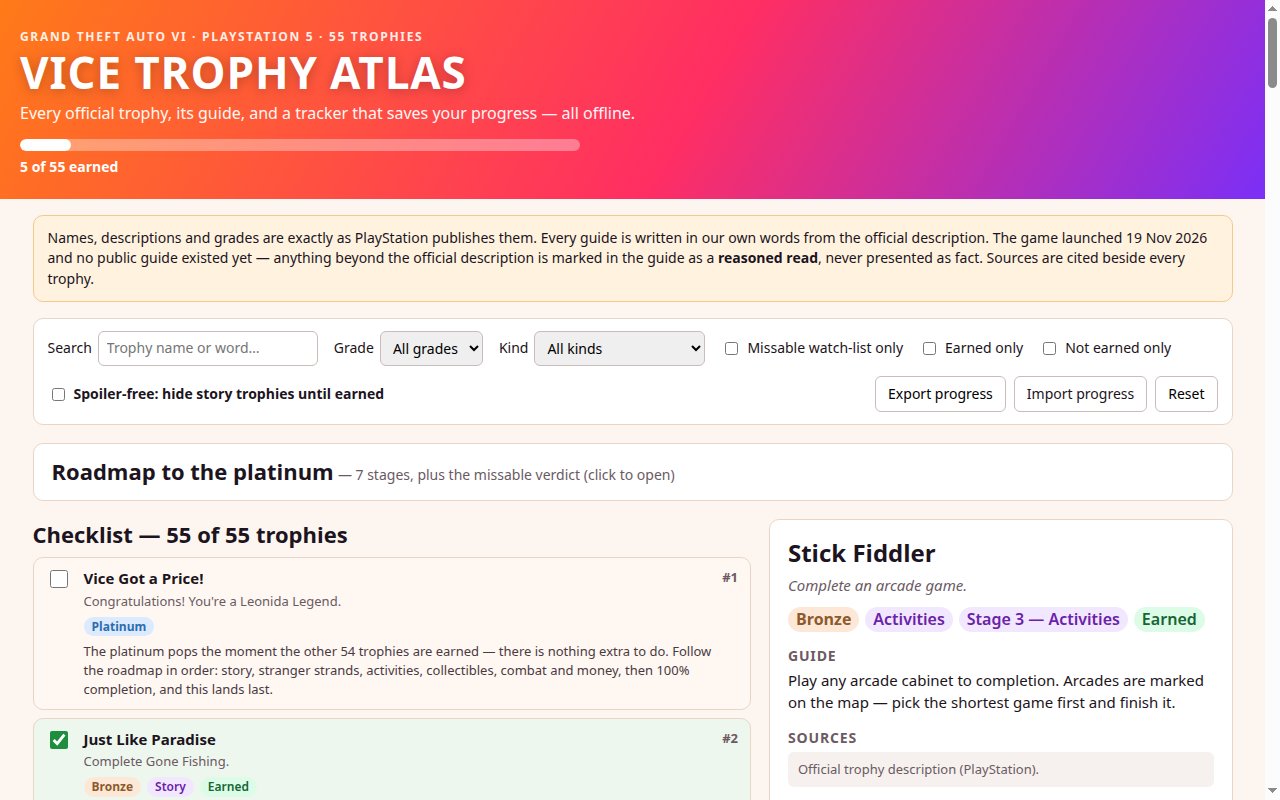 GRAND THEFT AUTO VI · PLAYSTATION 5 · 55 TROPHIES
VICE TROPHY ATLAS
Every official trophy, its guide, and a tracker that saves your progress — all offline.
5 of 55 earned
Names, descriptions and grades are exactly as PlayStation publishes them. Every guide is written in our own words from the official description. The game launched 19 Nov 2026
and no public guide existed yet — anything beyond the official description is marked in the guide as a reasoned read, never presented as fact. Sources are cited beside every
trophy.
Search Trophy name or word... Grade All grades Kind All kinds Missable watch-list only Earned only Not earned only
Spoiler-free: hide story trophies until earned Export progress Import progress Reset
Roadmap to the platinum — 7 stages, plus the missable verdict (click to open)
Checklist — 55 of 55 trophies
Vice Got a Price! #1
Congratulations! You're a Leonida Legend.
Platinum
The platinum pops the moment the other 54 trophies are earned — there is nothing extra to do. Follow
the roadmap in order: story, stranger strands, activities, collectibles, combat and money, then 100%
completion, and this lands last.
Just Like Paradise #2
Complete Gone Fishing.
Bronze Story Earned
Stick Fiddler
Complete an arcade game.
Bronze Activities Stage 3 — Activities Earned
GUIDE
Play any arcade cabinet to completion. Arcades are marked
on the map — pick the shortest game first and finish it.
SOURCES
Official trophy description (PlayStation).